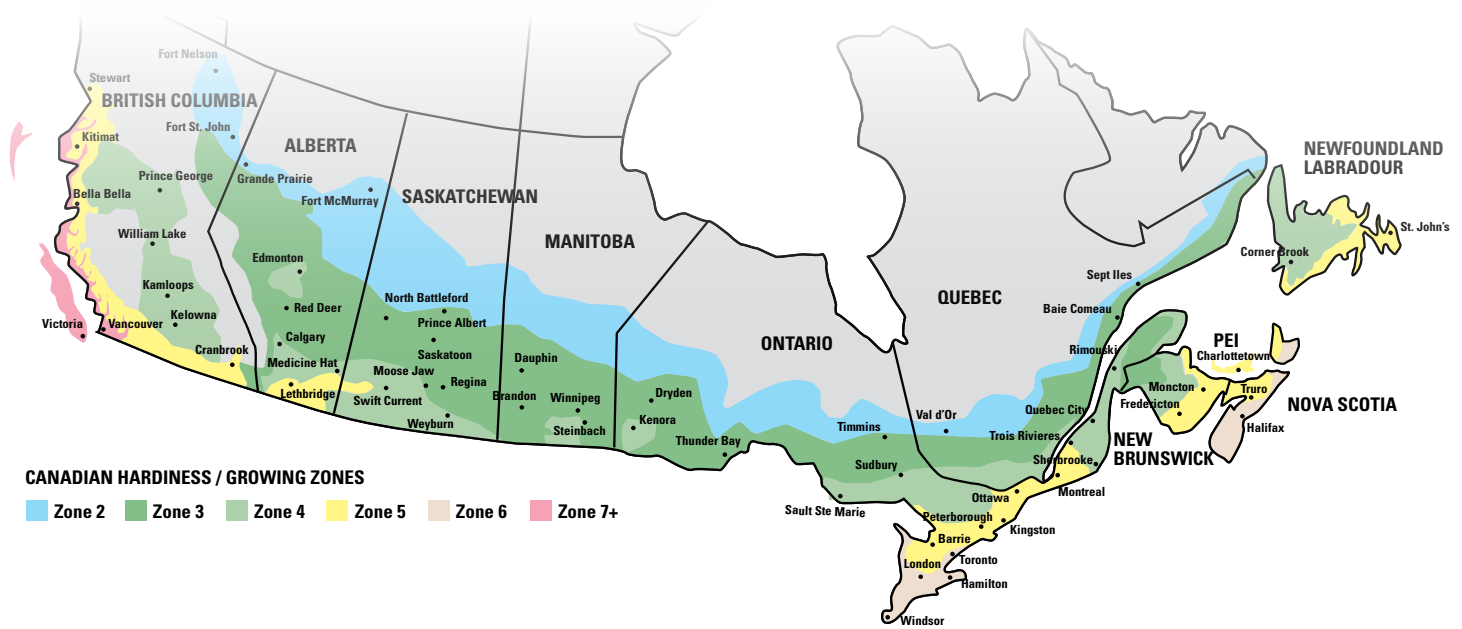 Fort Nelson
Stewart
BRITISH COLUMBIA
Fort St. John
Kitimat
ALBERTA
NEWFOUNDLAND
LABRADOUR
Prince George
Grande Prairie
Bella Bella
Fort McMurray
SASKATCHEWAN
William Lake
MANITOBA
St. John's
Edmonton
Corner Brook
Sept Iles
Kamloops
North Battleford
QUEBEC
Red Deer
Baie Comeau
Kelowna
Prince Albert
Victoria
Vancouver
Calgary
ONTARIO
PEI
Rimouski
Cranbrook
Saskatoon
Dauphin
Charlottetown
Medicine Hat
Moose Jaw
Regina
Lethbridge
Swift Current
Brandon
Winnipeg
Dryden
Moncton
Truro
Fredericton
NOVA SCOTIA
Weyburn
Steinbach
Kenora
Quebec City
Val d'Or
Timmins
Trois Rivieres
Halifax
Thunder Bay
NEW
BRUNSWICK
Sherbrooke
Sudbury
CANADIAN HARDINESS / GROWING ZONES
Ottawa
Montreal
Zone 2
Zone 3
Zone 4
Zone 5
Zone 6
Zone 7+
Sault Ste Marie
Peterborough
Kingston
Barrie
Toronto
London
Hamilton
Windsor